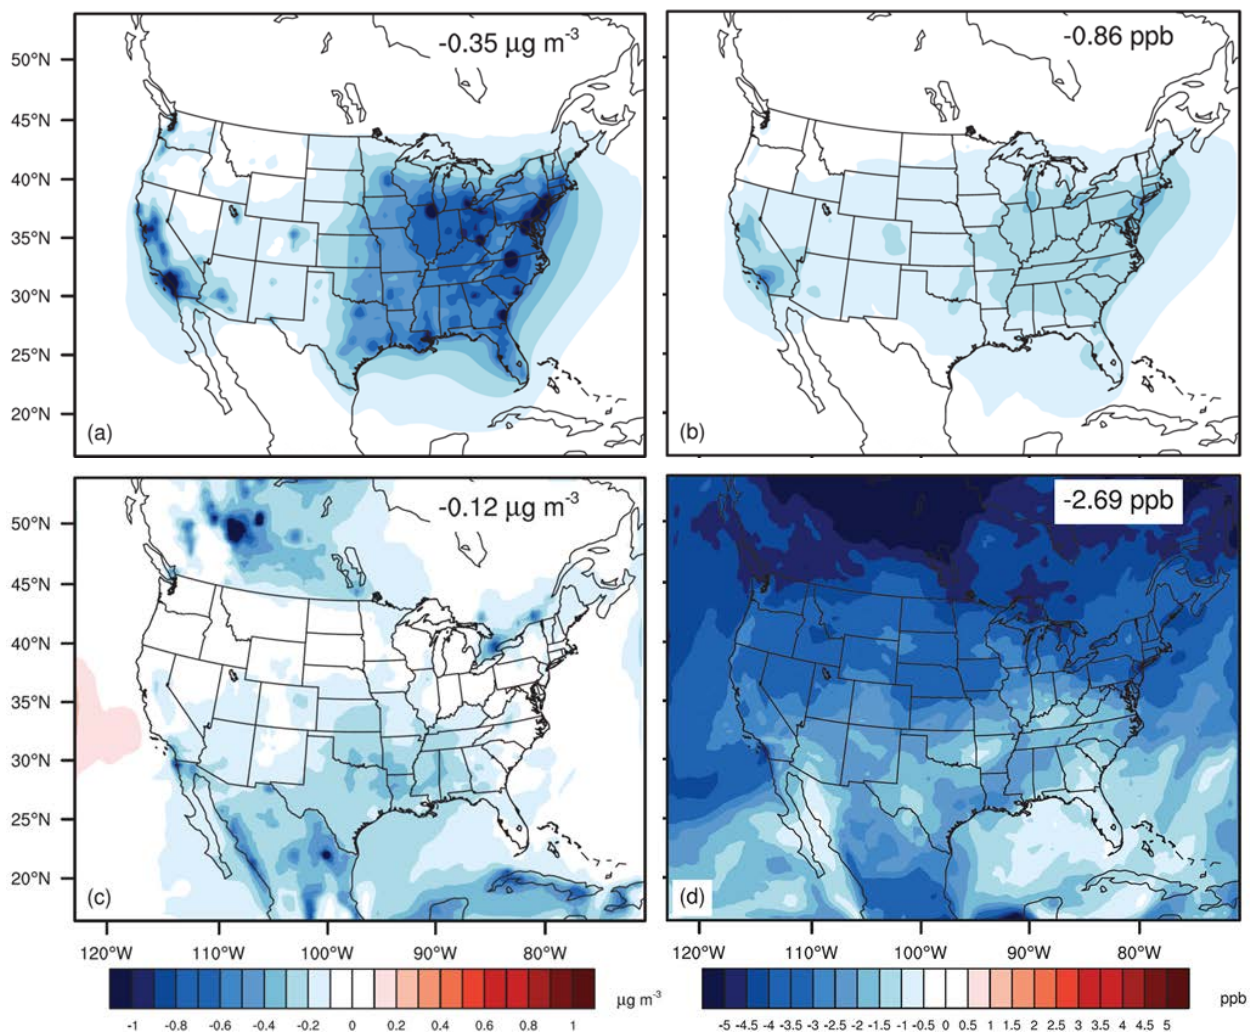 -0.35 μg m-3
-0.86 ppb
50°N
45°N
40°N
35°N
30°N
25°N
20°N
(a)
(b)
-0.12 μg m-3
-2.69 ppb
50°N
45°N
40°N
35°N
30°N
25°N
20°N
(c)
(d)
120°W 110°W 100°W 90°W 80°W
120°W 110°W 100°W 90°W 80°W
μg m-3
ppb
-1 -0.8 -0.6 -0.4 -0.2 0 0.2 0.4 0.6 0.8 1
-5 -4.5 -4 -3.5 -3 -2.5 -2 -1.5 -1 -0.5 0 0.5 1 1.5 2 2.5 3 3.5 4 4.5 5